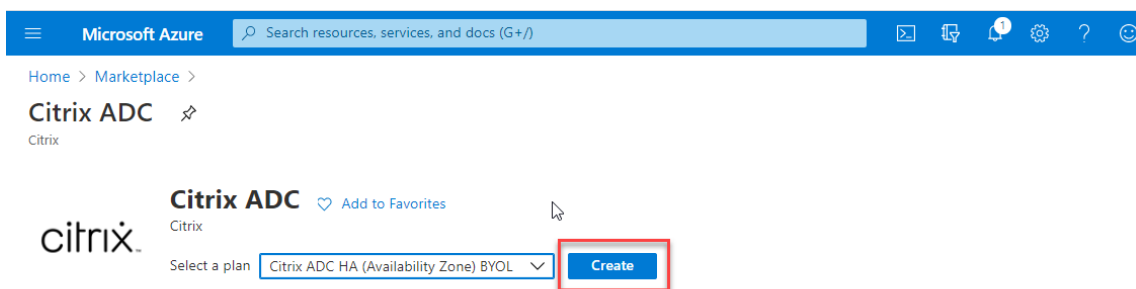 Microsoft Azure
Search resources, services, and docs (G+/)
1
Home > Marketplace >
Citrix ADC
Citrix
citrix
Citrix ADC
Add to Favorites
Citrix
Select a plan
Citrix ADC HA (Availability Zone) BYOL
Create